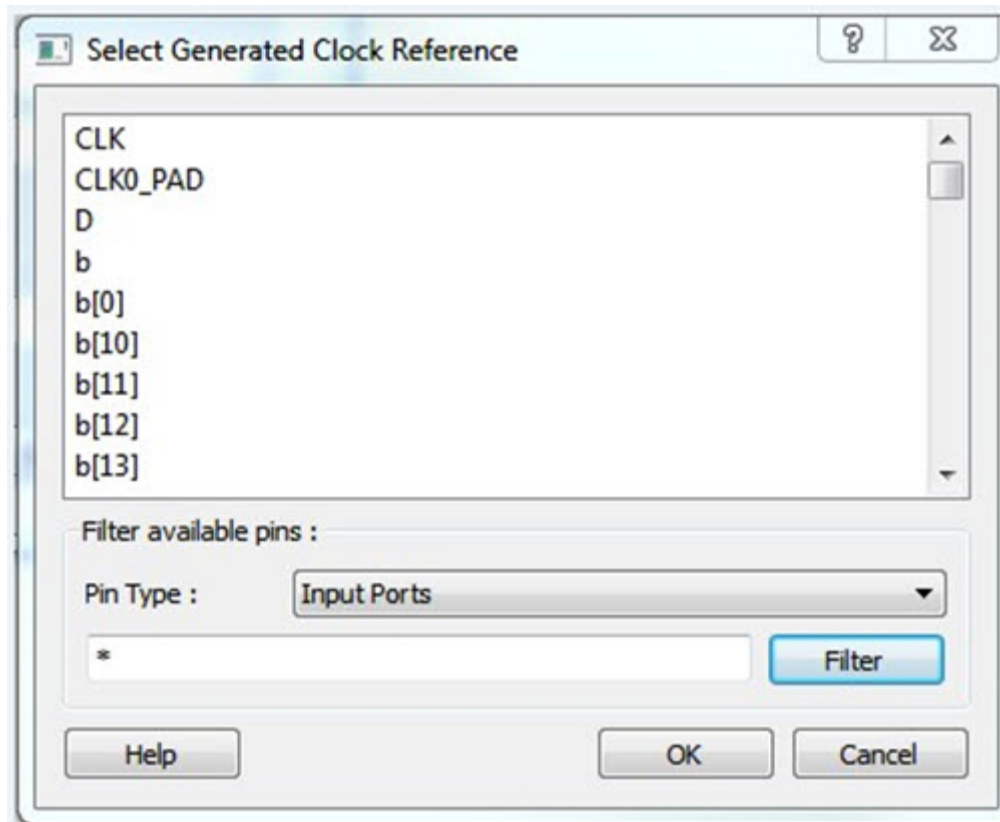 Select Generated Clock Reference
CLK
CLK0_PAD
D
b
b[0]
b[10]
b[11]
b[12]
b[13]
Filter available pins :
Pin Type : Input Ports
* Filter
Help OK Cancel